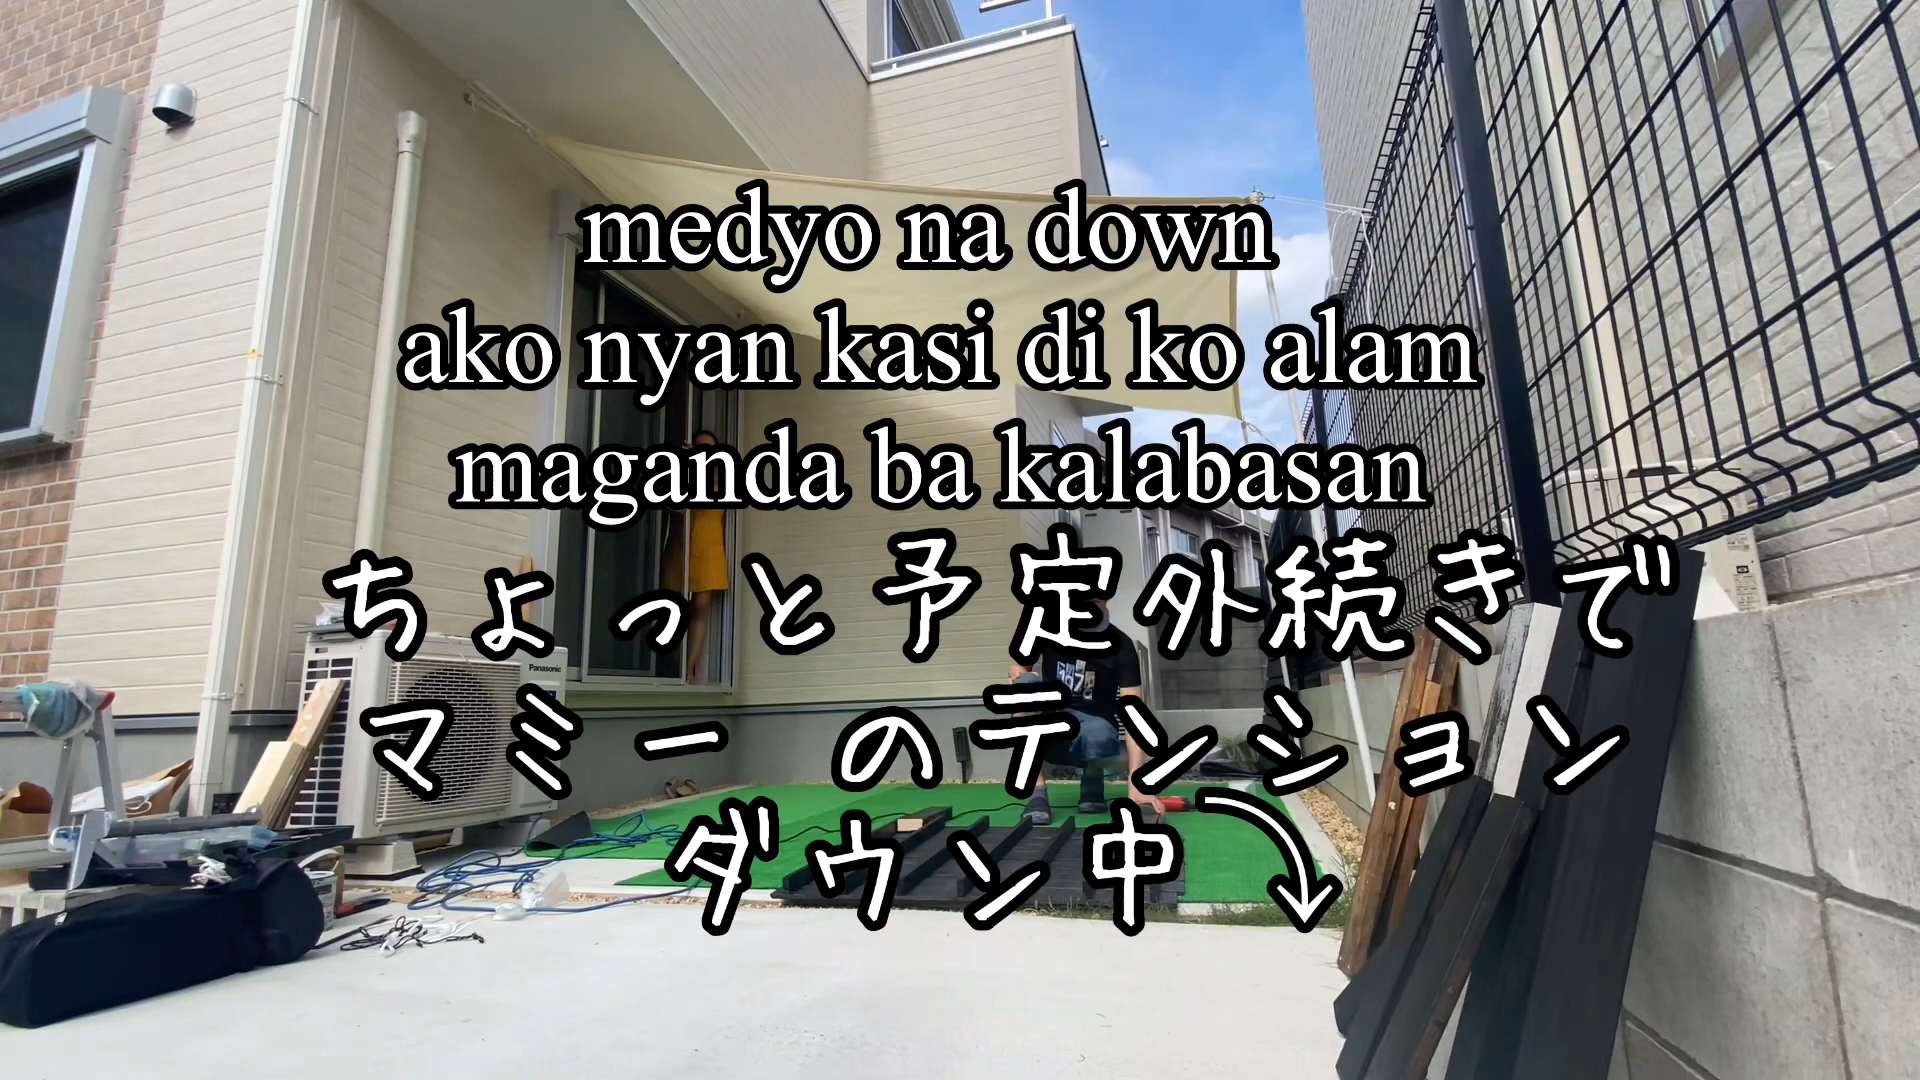 medyo na down
ako nyan kasi di ko alam
maganda ba kalabasan
ちょっと予定外続きで
マミーのテンション
ダウン中⤵
Panasonic